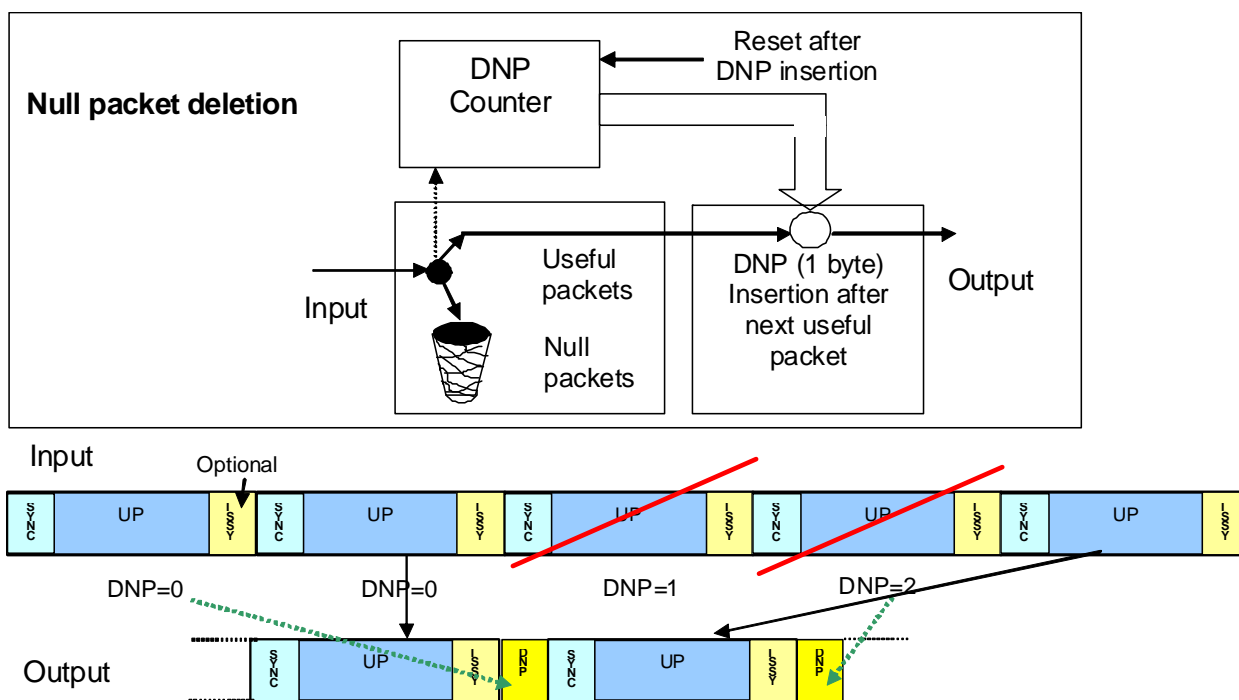 Null packet deletion
DNP
Counter
Reset after
DNP insertion
Input
Useful
packets
Null
packets
DNP (1 byte)
Insertion after
next useful
packet
Output
Input
Optional
SYNC UP ISSY SYNC UP ISSY SYNC UP ISSY SYNC UP ISSY SYNC UP ISSY
DNP=0 DNP=0 DNP=1 DNP=2
Output
SYNC UP ISSY DNP SYNC UP ISSY DNP